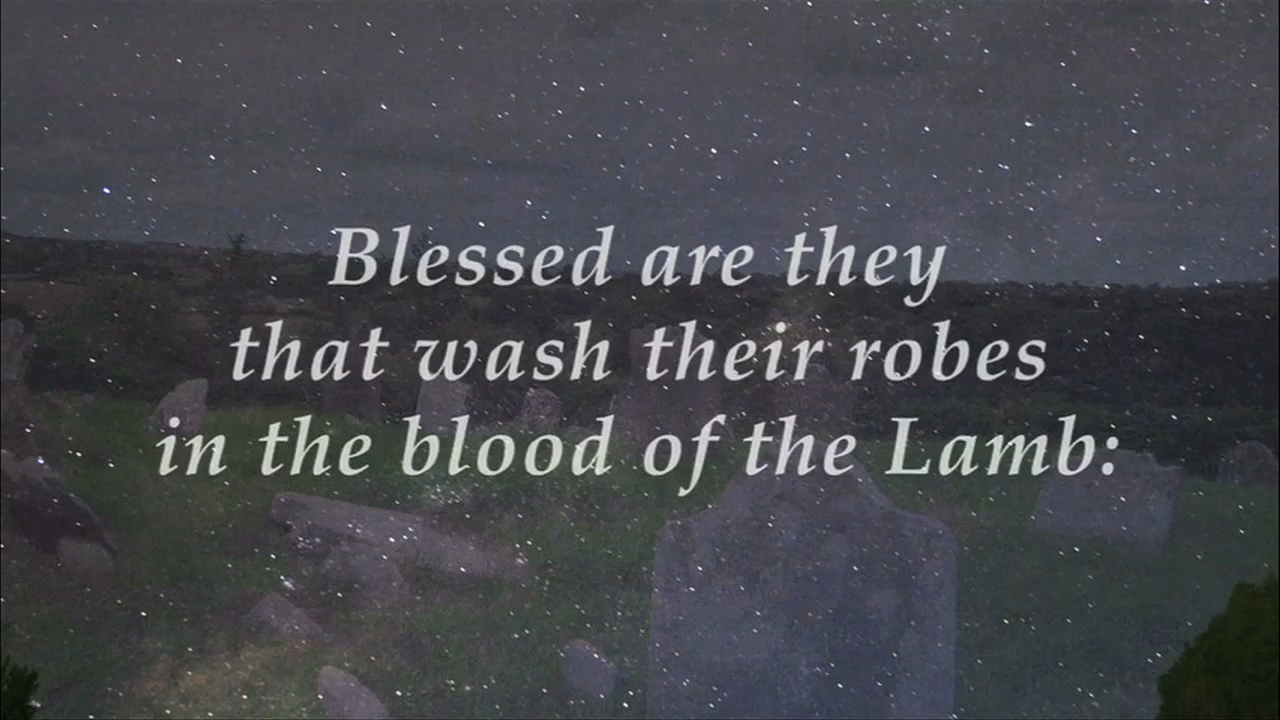 Blessed are they
that wash their robes
in the blood of the Lamb: